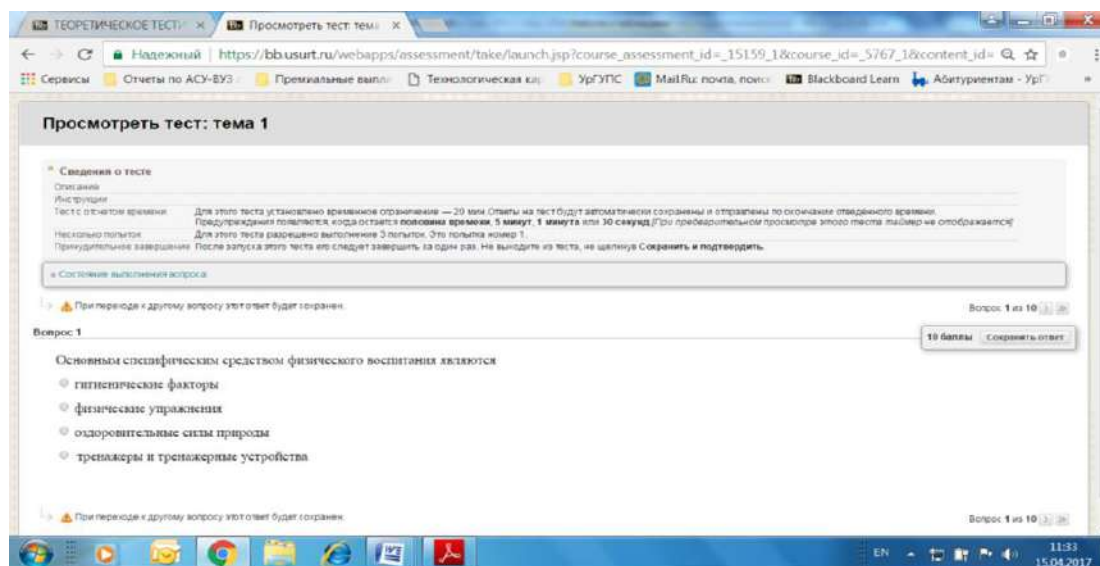 ТЕОРЕТИЧЕСКОЕ ТЕСТИ
Просмотреть тест: тема
Надежный https://bb.usurt.ru/webapps/assessment/take/launch.jsp?course_assessment_id=_15159_1&course_id=_5767_1&content_id=
Сервисы Отчеты по АСУ-ВУЗ Премиальные выпл Технологическая кар УрГУПС Mail.Ru: почта, поис Blackboard Learn Абитуриентам - УрГ
Просмотреть тест: тема 1
Сведения о тесте
Описание
Инструкции
Тест с отсчетом времени Для этого теста установлено временное ограничение — 20 мин. Ответы на тест будут автоматически сохранены и отправлены по окончании отведённого времени.
Предупреждения появляются, когда остается половина времени, 5 минут, 1 минута или 30 секунд.[При предварительном просмотре этого теста таймер не отображается]
Несколько попыток Для этого теста разрешено выполнение 3 попыток. Это попытка номер 1.
Принудительное завершение После запуска этого теста его следует завершить за один раз. Не выходите из теста, не щелкнув Сохранить и подтвердить.
Состояние выполнения вопроса:
При переходе к другому вопросу этот ответ будет сохранен.
Вопрос 1 из 10
Вопрос 1
10 баллы Сохранить ответ
Основным специфическим средством физического воспитания являются
гигиенические факторы
физические упражнения
оздоровительные силы природы
тренажеры и тренажерные устройства
При переходе к другому вопросу этот ответ будет сохранен.
Вопрос 1 из 10
EN
11:33
15.04.2017